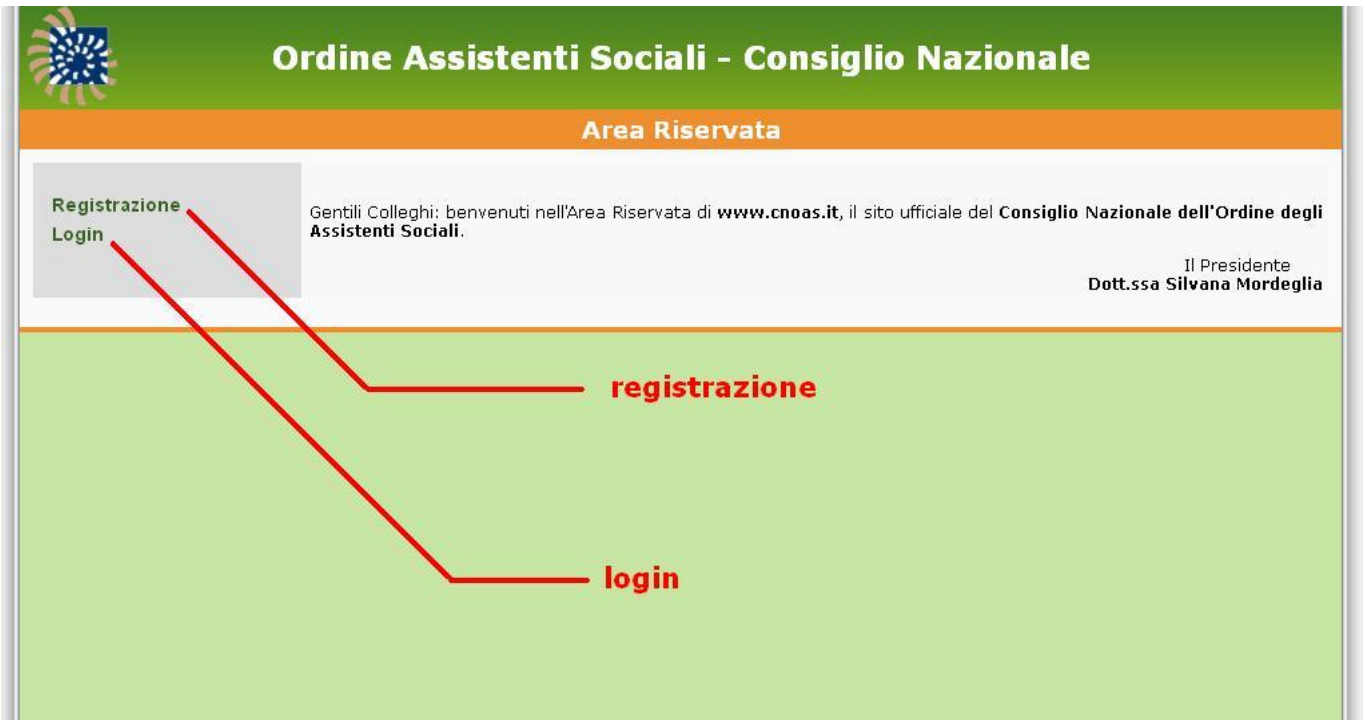 Ordine Assistenti Sociali - Consiglio Nazionale
Area Riservata
Registrazione
Login
Gentili Colleghi: benvenuti nell'Area Riservata di www.cnoas.it, il sito ufficiale del Consiglio Nazionale dell'Ordine degli
Assistenti Sociali.
Il Presidente
Dott.ssa Silvana Mordeglia
registrazione
login